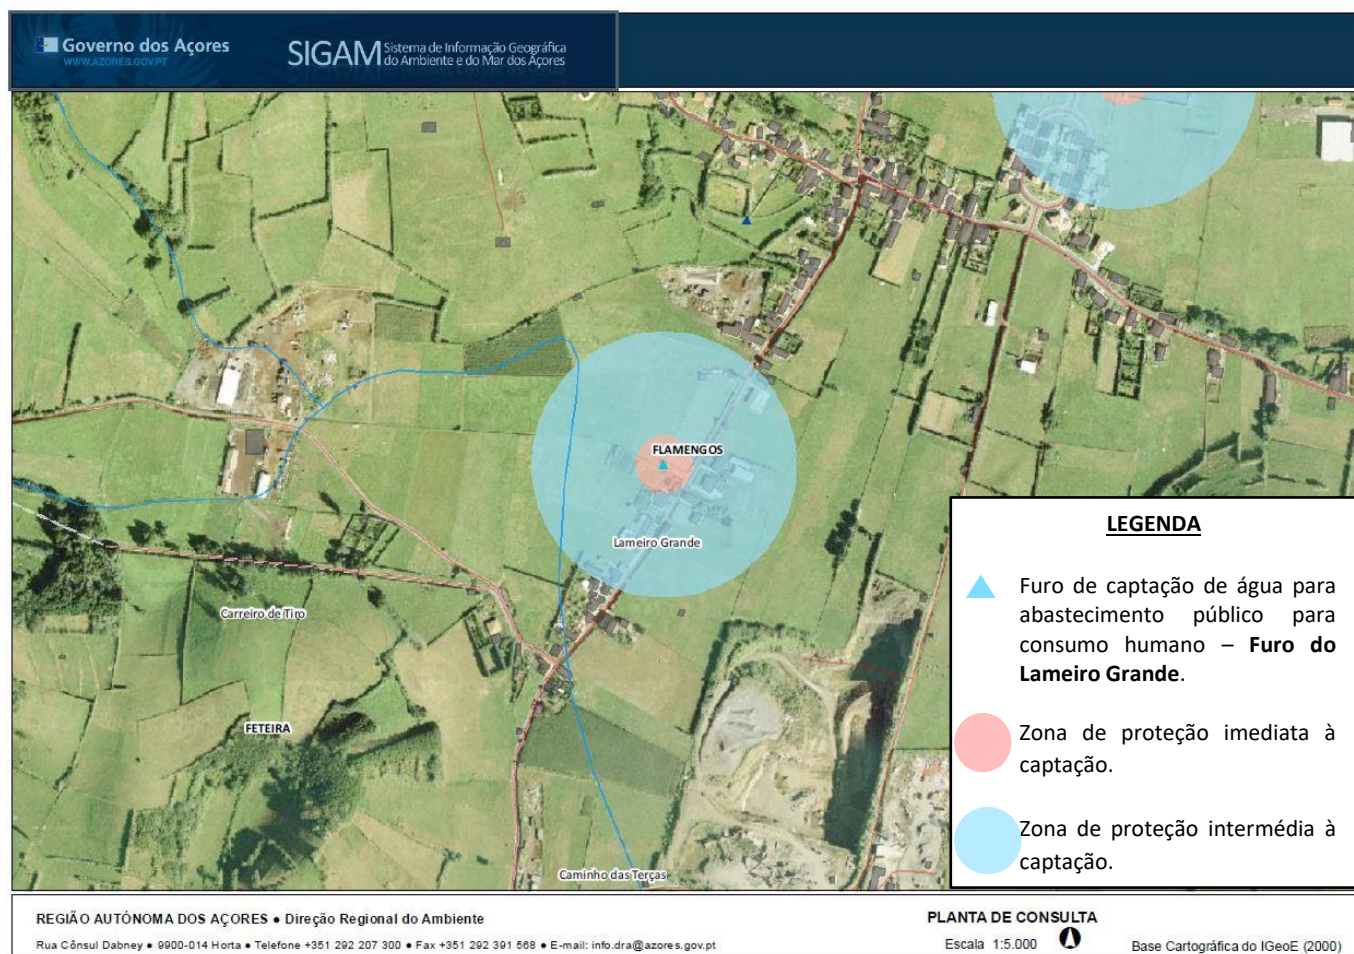 Governo dos Açores
WWW.AZORES.GOV.PT
SIGAM Sistema de Informação Geográfica
do Ambiente e do Mar dos Açores
FLAMENGOS
Lameiro Grande
Carreiro de Tiro
FETEIRA
Caminho das Terças
LEGENDA
Furo de captação de água para
abastecimento público para
consumo humano – Furo do
Lameiro Grande.
Zona de proteção imediata à
captação.
Zona de proteção intermédia à
captação.
REGIÃO AUTÓNOMA DOS AÇORES ● Direção Regional do Ambiente
Rua Cônsul Dabney ● 9900-014 Horta ● Telefone +351 292 207 300 ● Fax +351 292 391 568 ● E-mail: info.dra@azores.gov.pt
PLANTA DE CONSULTA
Escala 1:5.000
Base Cartográfica do IGeoE (2000)